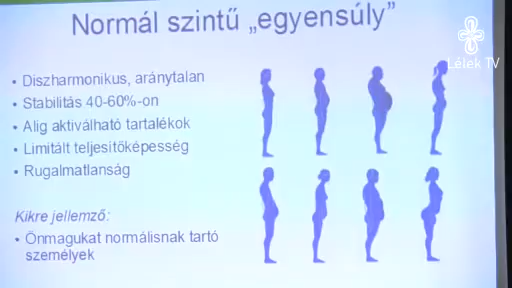 Normál szintű „egyensúly”
Lélek TV
• Diszharmonikus, aránytalan
• Stabilitás 40-60%-on
• Alig aktiválható tartalékok
• Limitált teljesítőképesség
• Rugalmatlanság
Kikre jellemző:
• Önmagukat normálisnak tartó
személyek